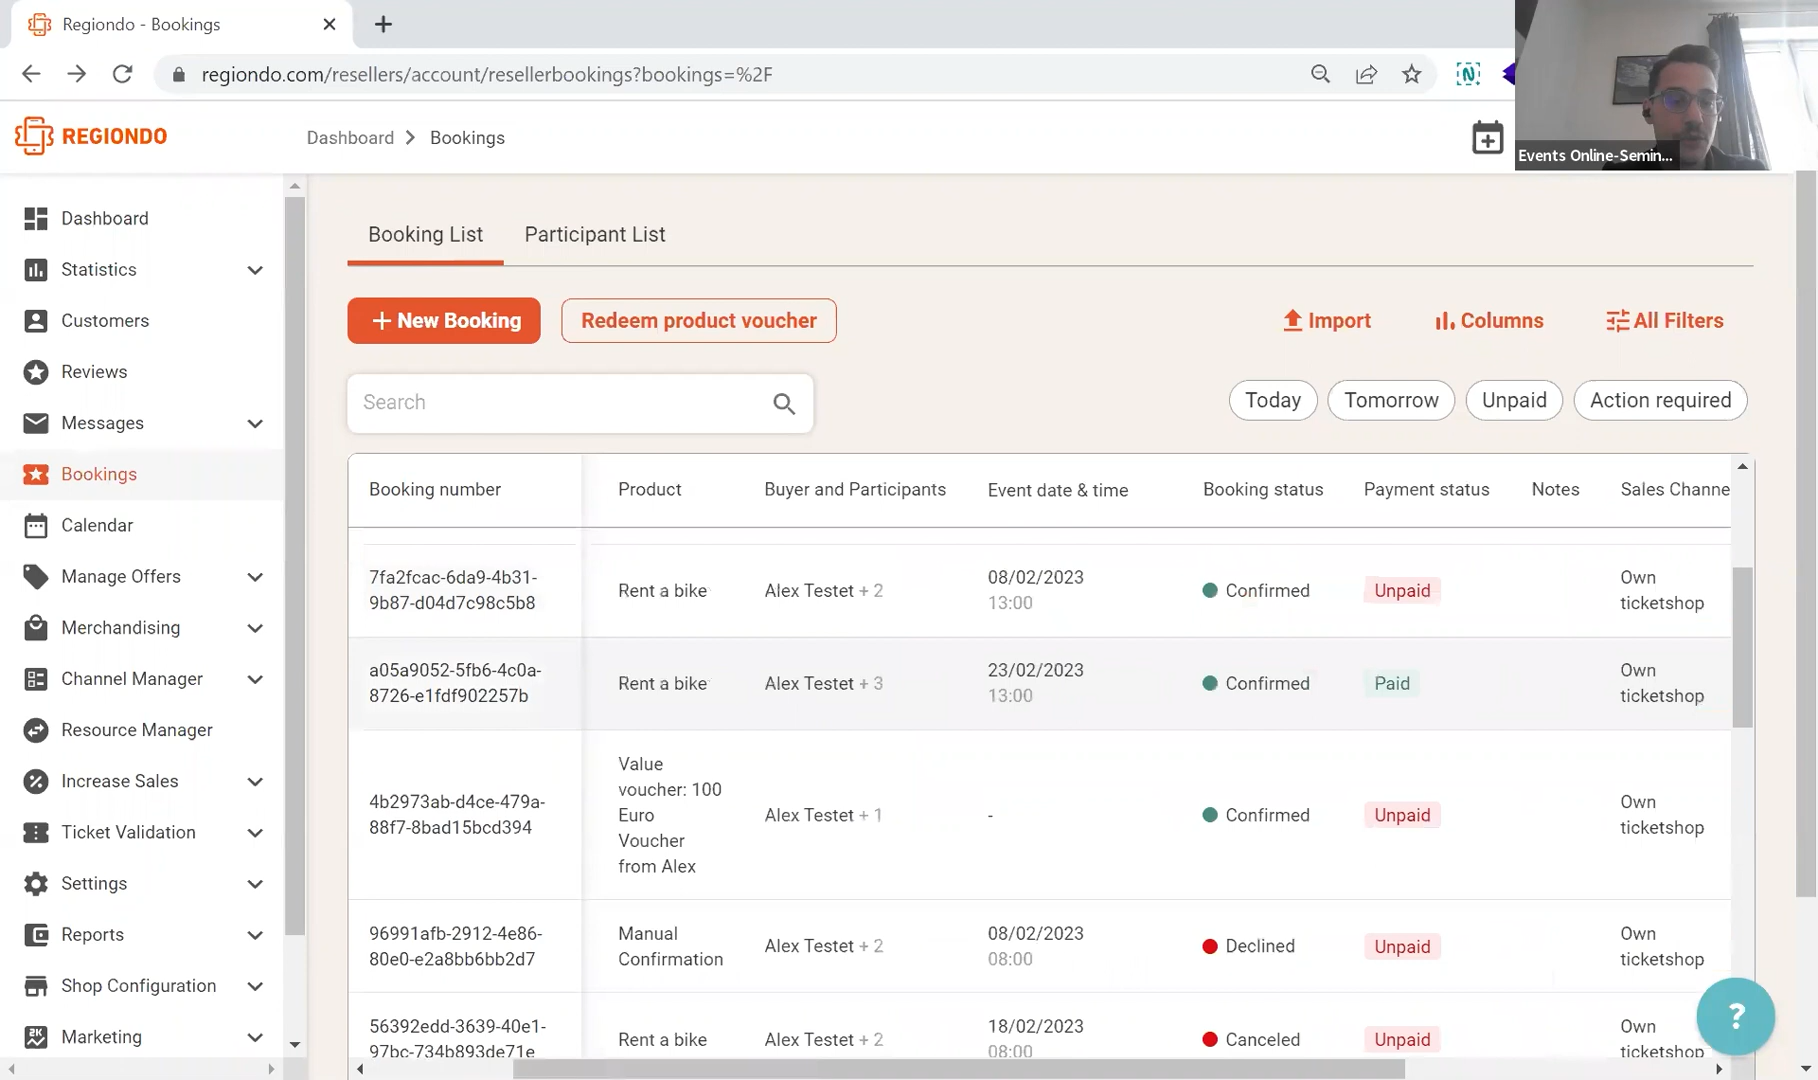 Regiondo - Bookings
regiondo.com/resellers/account/resellerbookings?bookings=%2F
Events Online-Semin...
REGIONDO
Dashboard > Bookings
Dashboard
Statistics
Customers
Reviews
Messages
Bookings
Calendar
Manage Offers
Merchandising
Channel Manager
Resource Manager
Increase Sales
Ticket Validation
Settings
Reports
Shop Configuration
Marketing
Booking List
Participant List
+ New Booking
Redeem product voucher
Import
Columns
All Filters
Search
Today
Tomorrow
Unpaid
Action required
Booking number Product Buyer and Participants Event date & time Booking status Payment status Notes Sales Channe
7fa2fcac-6da9-4b31-
9b87-d04d7c98c5b8
Rent a bike
Alex Testet + 2
08/02/2023
13:00
Confirmed
Unpaid
Own
ticketshop
a05a9052-5fb6-4c0a-
8726-e1fdf902257b
Rent a bike
Alex Testet + 3
23/02/2023
13:00
Confirmed
Paid
Own
ticketshop
4b2973ab-d4ce-479a-
88f7-8bad15bcd394
Value
voucher: 100
Euro
Voucher
from Alex
Alex Testet + 1
-
Confirmed
Unpaid
Own
ticketshop
96991afb-2912-4e86-
80e0-e2a8bb6bb2d7
Manual
Confirmation
Alex Testet + 2
08/02/2023
08:00
Declined
Unpaid
Own
ticketshop
56392edd-3639-40e1-
97bc-734b893de71e
Rent a bike
Alex Testet + 2
18/02/2023
08:00
Canceled
Unpaid
Own
ticketshop
?